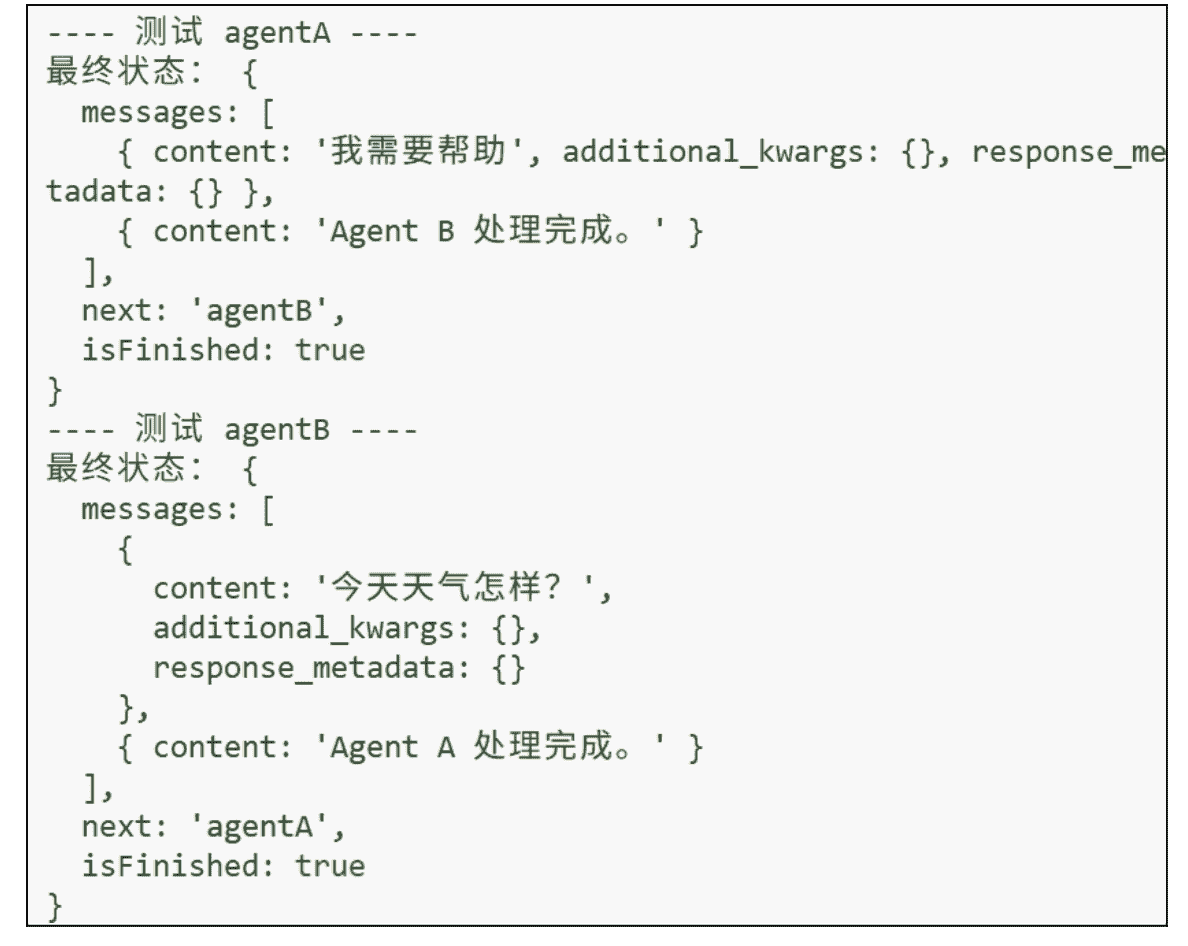 ---- 测试 agentA ----
最终状态： {
  messages: [
    { content: '我需要帮助', additional_kwargs: {}, response_me
tadata: {} },
    { content: 'Agent B 处理完成。' }
  ],
  next: 'agentB',
  isFinished: true
}
---- 测试 agentB ----
最终状态： {
  messages: [
    {
      content: '今天天气怎样？',
      additional_kwargs: {},
      response_metadata: {}
    },
    { content: 'Agent A 处理完成。' }
  ],
  next: 'agentA',
  isFinished: true
}